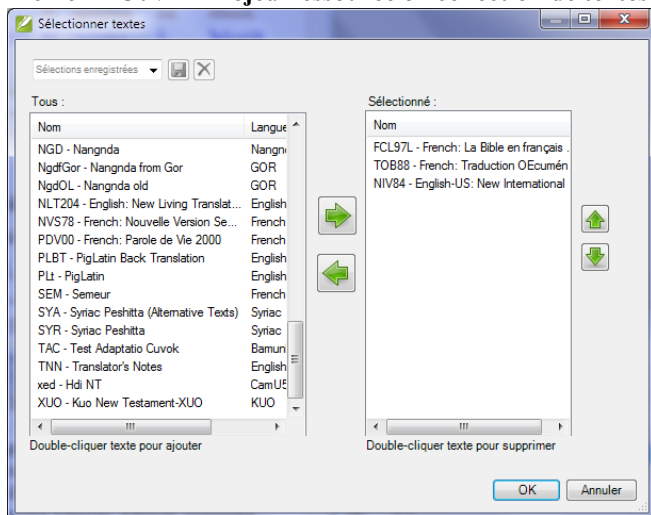 Sélectionner textes
Sélections enregistrées
Tous :
Nom Langue
NGD - Nangnda Nangn
NgdfGor - Nangnda from Gor GOR
NgdOL - Nangnda old GOR
NLT204 - English: New Living Translat... English
NVS78 - French: Nouvelle Version Se... French
PDV00 - French: Parole de Vie 2000 French
PLBT - PigLatin Back Translation English
PLt - PigLatin English
SEM - Semeur French
SYA - Syriac Peshitta (Alternative Texts) Syriac
SYR - Syriac Peshitta Syriac
TAC - Test Adaptatio Cuvok Bamun
TNN - Translator's Notes English
xed - Hdi NT CamU5
XUO - Kuo New Testament-XUO KUO
Double-cliquer texte pour ajouter
Sélectionné :
Nom
FCL97L - French: La Bible en français .
TOB88 - French: Traduction OEcumén
NIV84 - English-US: New International
Double-cliquer texte pour supprimer
OK Annuler